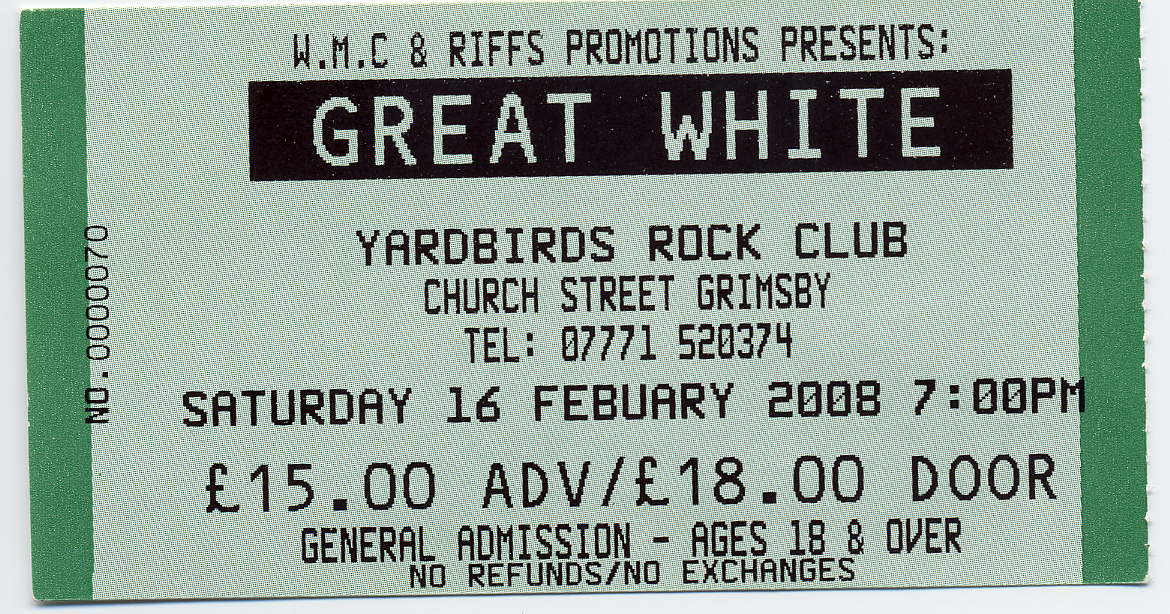 W.M.C & RIFFS PROMOTIONS PRESENTS:
GREAT WHITE
YARDBIRDS ROCK CLUB
CHURCH STREET GRIMSBY
TEL: 07771 520374
SATURDAY 16 FEBUARY 2008 7:00PM
£15.00 ADV/£18.00 DOOR
GENERAL ADMISSION - AGES 18 & OVER
NO REFUNDS/NO EXCHANGES
NO.0000070